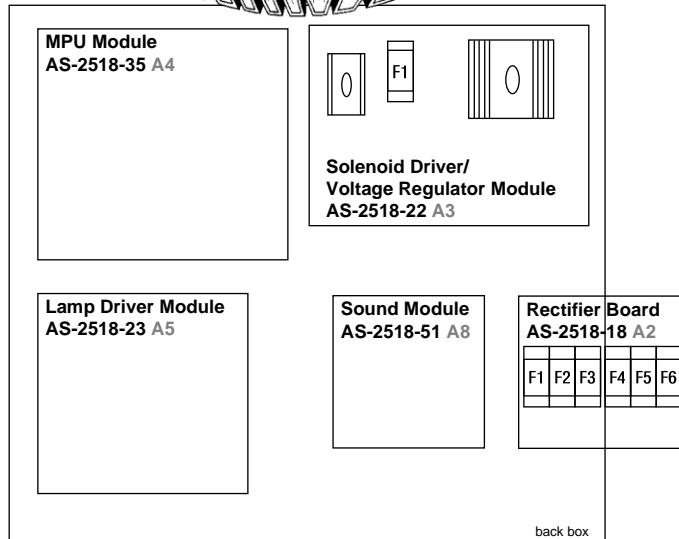 MPU Module
AS-2518-35 A4
F1
Solenoid Driver/
Voltage Regulator Module
AS-2518-22 A3
Lamp Driver Module
AS-2518-23 A5
Sound Module
AS-2518-51 A8
Rectifier Board
AS-2518-18 A2
F1 F2 F3 F4 F5 F6
back box